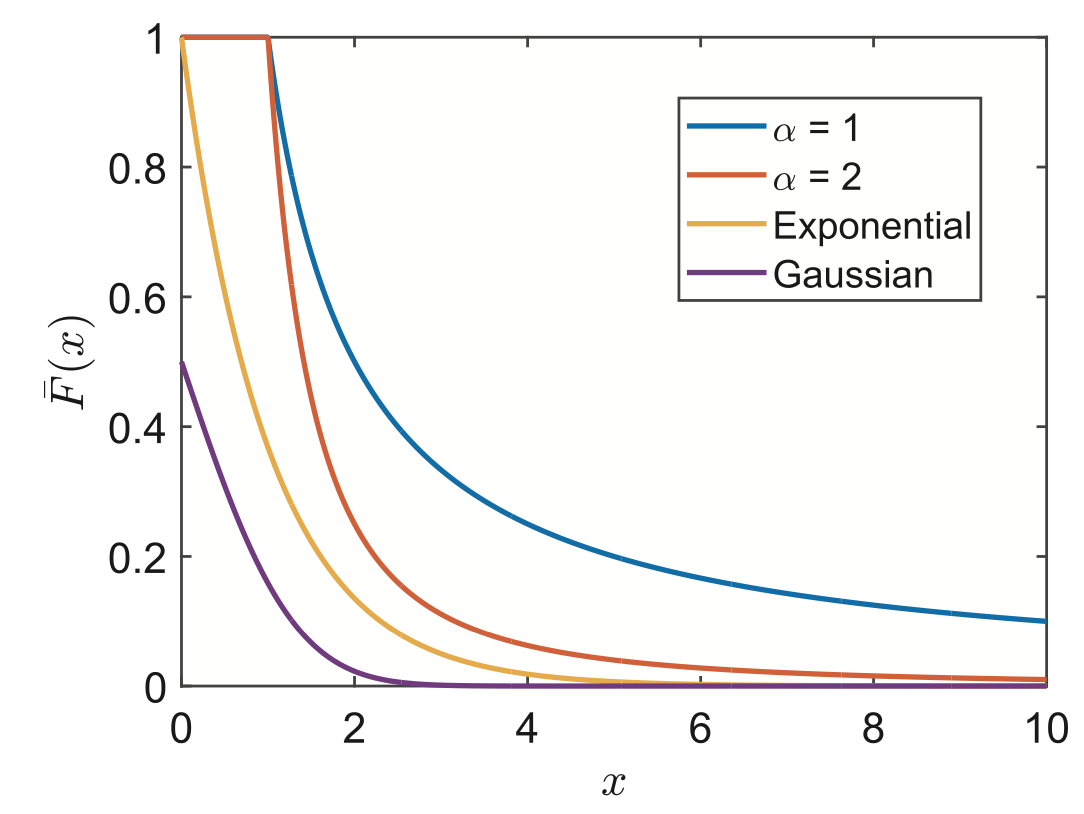 1
0.8
0.6
0.4
0.2
0
0 2 4 6 8 10
F̄(x)
x
α = 1
α = 2
Exponential
Gaussian